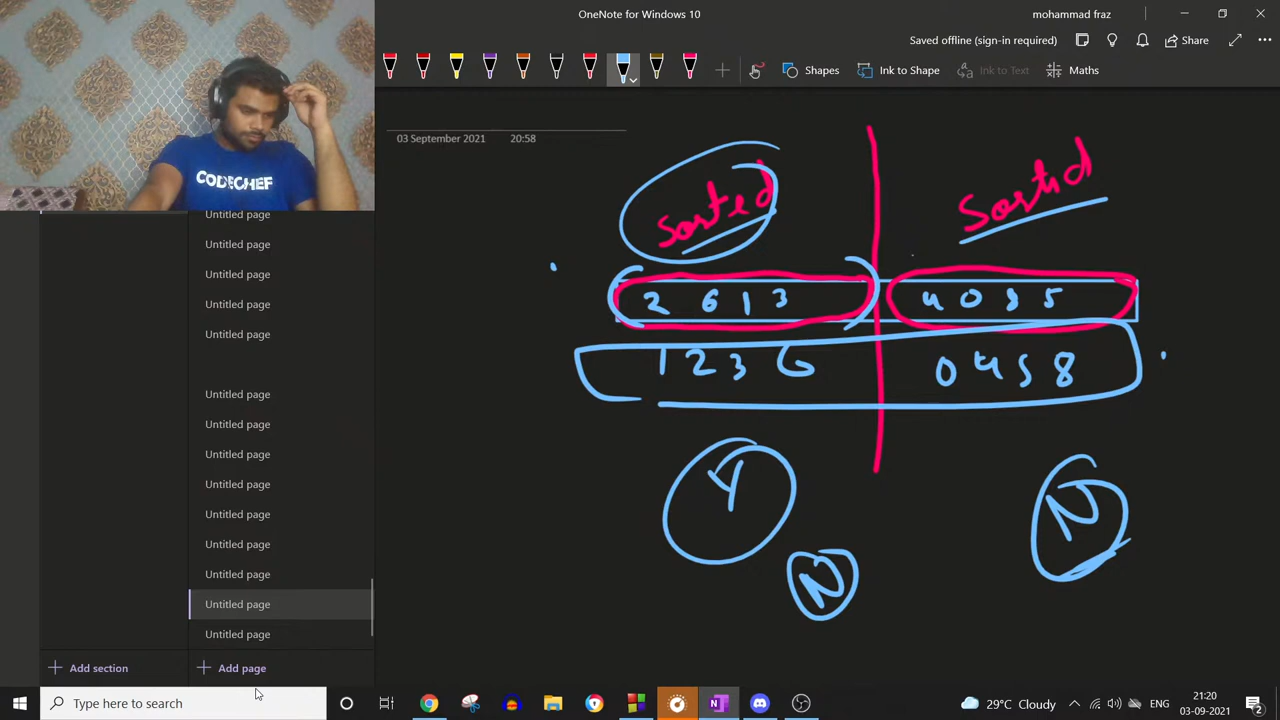 OneNote for Windows 10
mohammad fraz
Saved offline (sign-in required)
Share
Shapes
Ink to Shape
Ink to Text
Maths
CODECHEF
03 September 2021 20:58
sorted
Sorted
2 6 1 3 4 0 8 5
1 2 3 6 0 4 5 8
Y
N
N
Untitled page
Untitled page
Untitled page
Untitled page
Untitled page
Untitled page
Untitled page
Untitled page
Untitled page
Untitled page
Untitled page
Untitled page
Untitled page
Untitled page
Add section
Add page
Type here to search
29°C Cloudy
ENG
21:20
03-09-2021
2